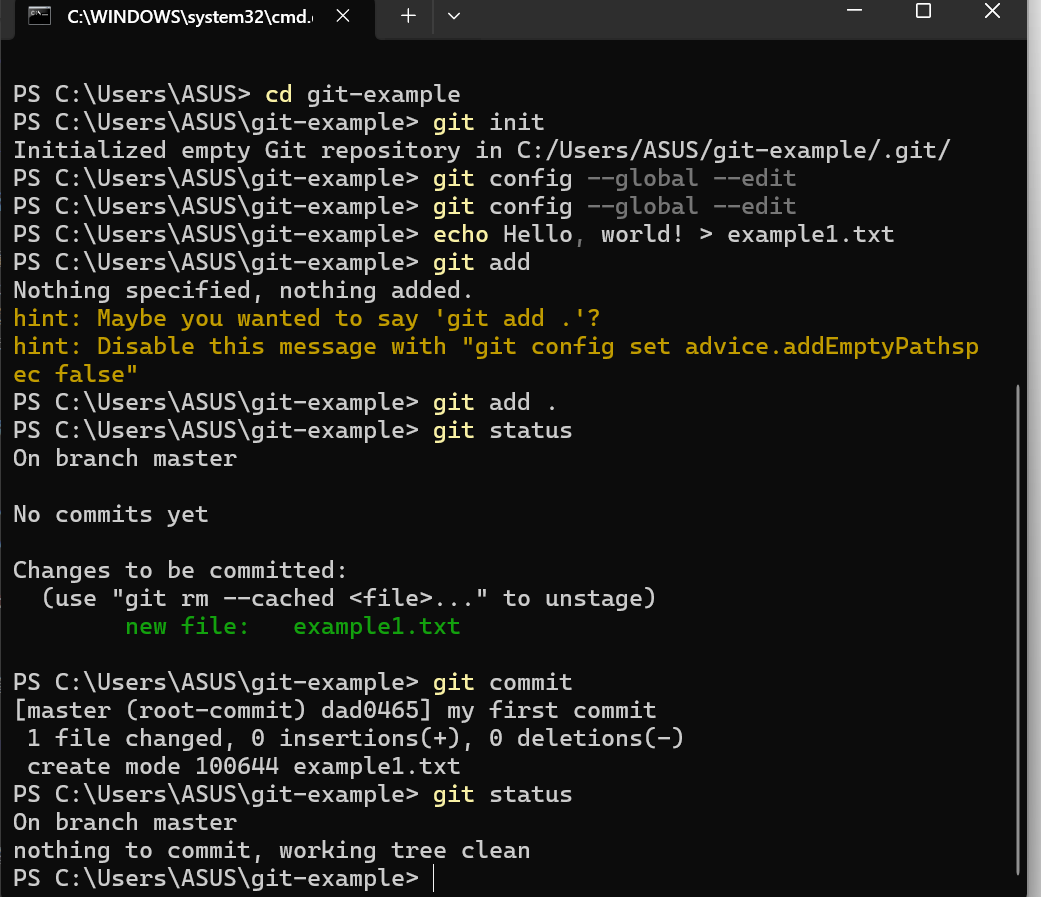 C:\WINDOWS\system32\cmd.
PS C:\Users\ASUS> cd git-example
PS C:\Users\ASUS\git-example> git init
Initialized empty Git repository in C:/Users/ASUS/git-example/.git/
PS C:\Users\ASUS\git-example> git config --global --edit
PS C:\Users\ASUS\git-example> git config --global --edit
PS C:\Users\ASUS\git-example> echo Hello, world! > example1.txt
PS C:\Users\ASUS\git-example> git add
Nothing specified, nothing added.
hint: Maybe you wanted to say 'git add .'?
hint: Disable this message with "git config set advice.addEmptyPathsp
ec false"
PS C:\Users\ASUS\git-example> git add .
PS C:\Users\ASUS\git-example> git status
On branch master
No commits yet
Changes to be committed:
  (use "git rm --cached <file>..." to unstage)
        new file:   example1.txt
PS C:\Users\ASUS\git-example> git commit
[master (root-commit) dad0465] my first commit
 1 file changed, 0 insertions(+), 0 deletions(-)
 create mode 100644 example1.txt
PS C:\Users\ASUS\git-example> git status
On branch master
nothing to commit, working tree clean
PS C:\Users\ASUS\git-example>